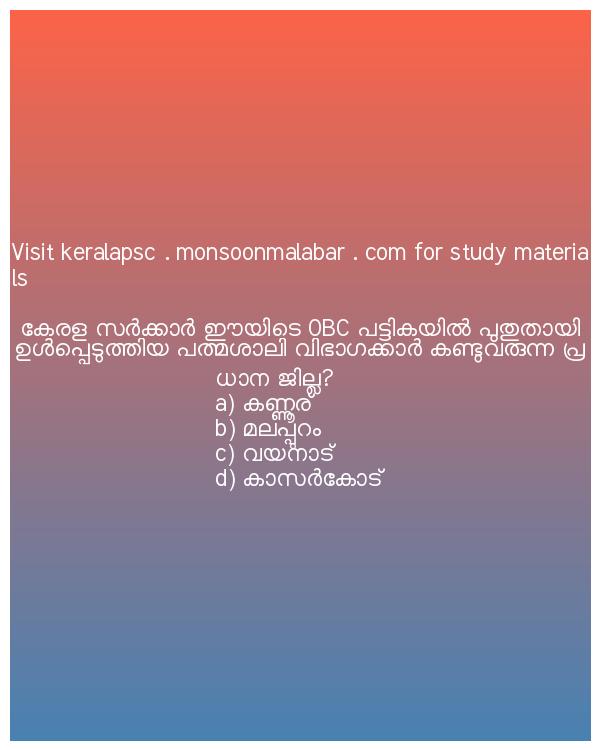 Visit keralapsc . monsoonmalabar . com for study materia
ls
കേരള സർക്കാർ ഈയിടെ OBC പട്ടികയിൽ പുതുതായി
ഉൾപ്പെടുത്തിയ പത്മശാലി വിഭാഗക്കാർ കണ്ടുവരുന്ന പ്ര
ധാന ജില്ല?
a) കണ്ണൂര്
b) മലപ്പുറം
c) വയനാട്
d) കാസർകോട്